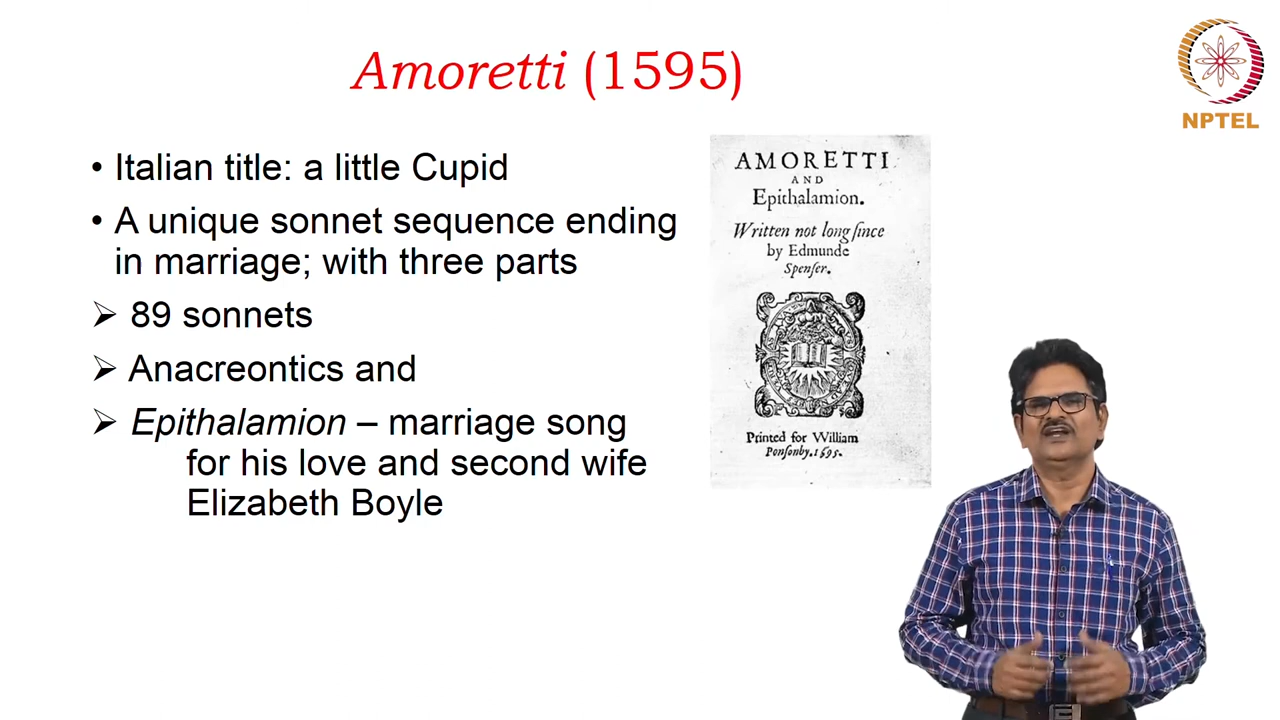 Amoretti (1595)
NPTEL
• Italian title: a little Cupid
• A unique sonnet sequence ending
in marriage; with three parts
➢ 89 sonnets
➢ Anacreontics and
➢ Epithalamion – marriage song
for his love and second wife
Elizabeth Boyle
AMORETTI
AND
Epithalamion.
Written not long ſince
by Edmunde
Spenſer.
Printed for William
Ponſonby. 1595.